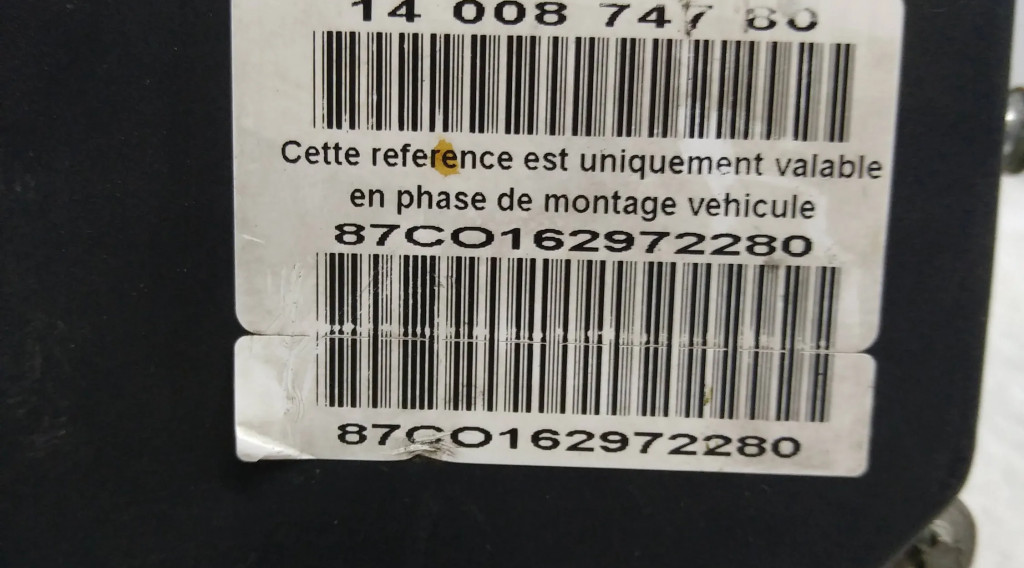 14 008 747 80
Cette reference est uniquement valable
en phase de montage vehicule
87CO162972280
87CO162972280